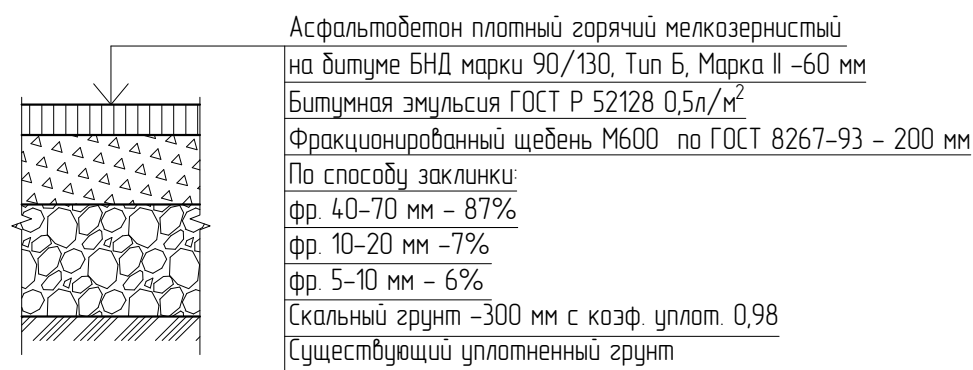 Асфальтобетон плотный горячий мелкозернистый
на битуме БНД марки 90/130, Тип Б, Марка II -60 мм
Битумная эмульсия ГОСТ Р 52128 0,5л/м²
Фракционированный щебень М600 по ГОСТ 8267-93 - 200 мм
По способу заклинки:
фр. 40-70 мм - 87%
фр. 10-20 мм -7%
фр. 5-10 мм - 6%
Скальный грунт -300 мм с коэф. уплот. 0,98
Существующий уплотненный грунт